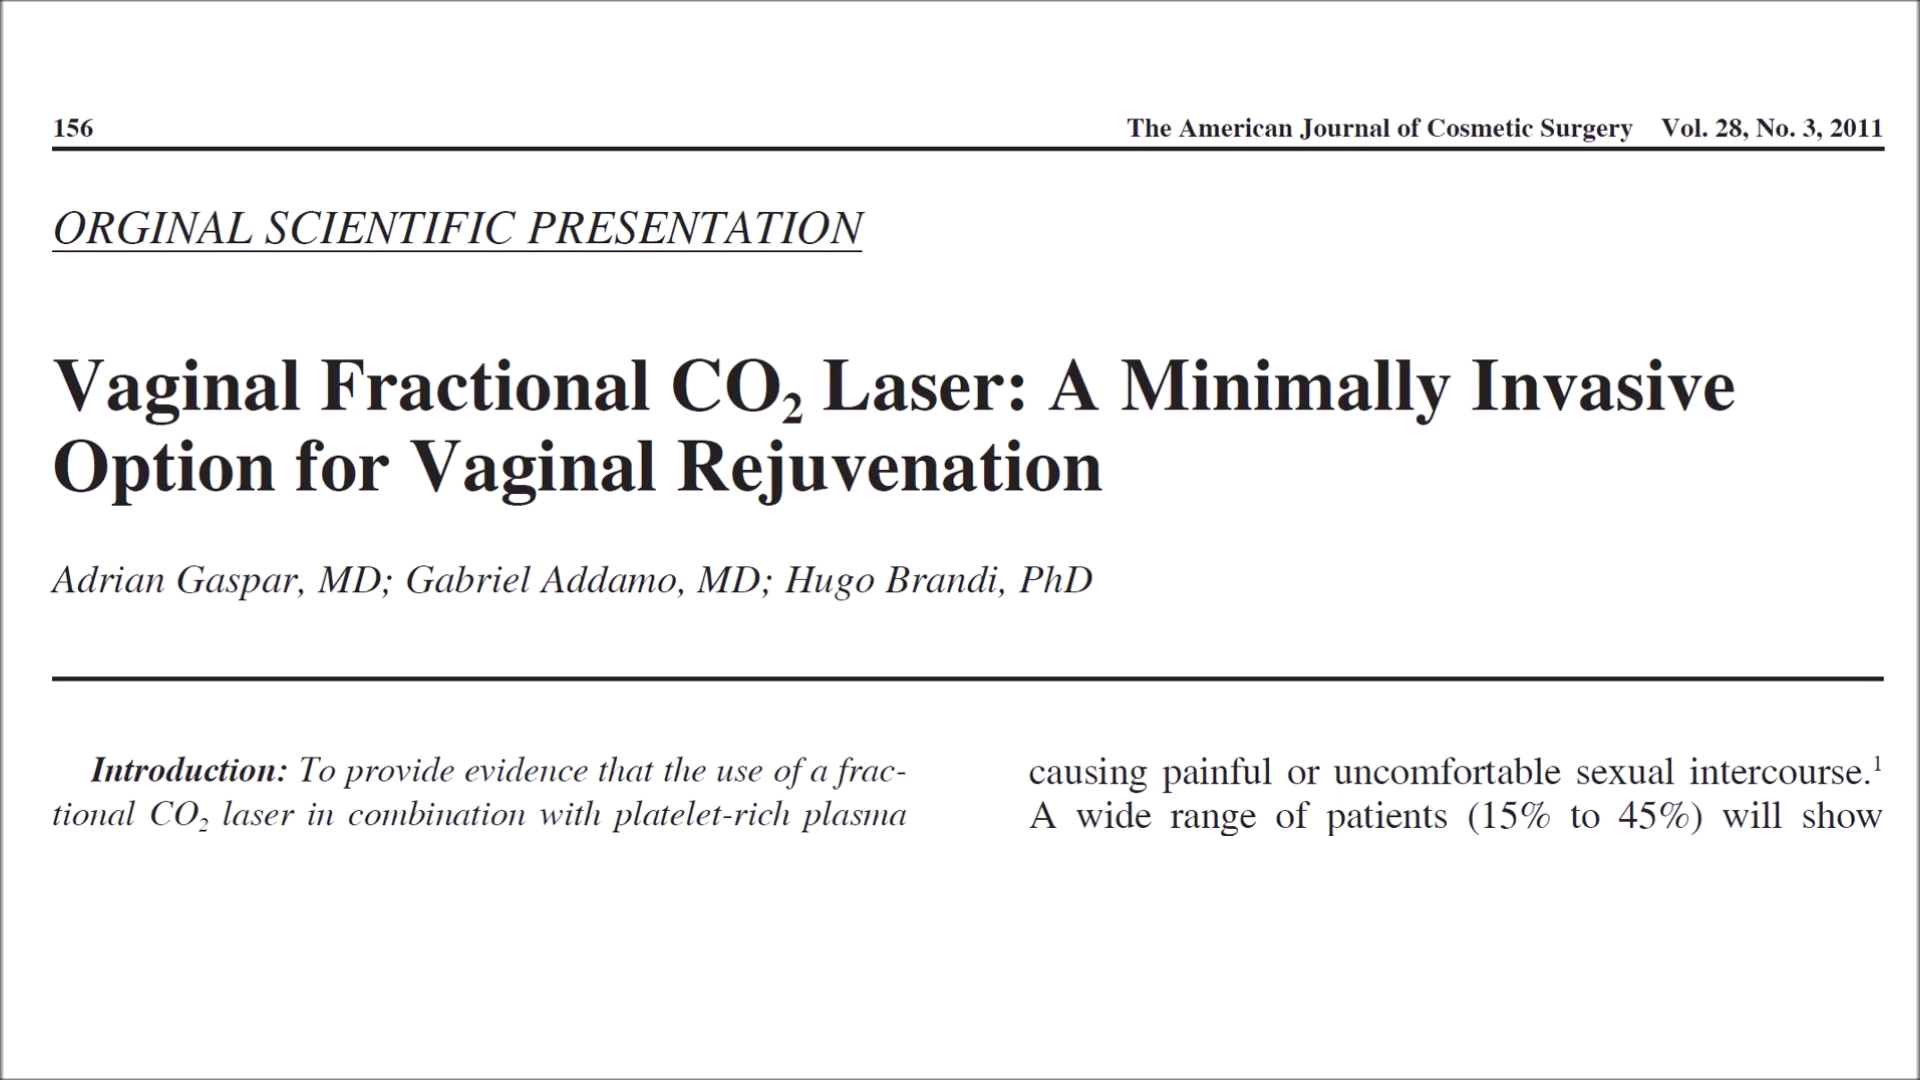 156
The American Journal of Cosmetic Surgery Vol. 28, No. 3, 2011
ORGINAL SCIENTIFIC PRESENTATION
Vaginal Fractional CO₂ Laser: A Minimally Invasive
Option for Vaginal Rejuvenation
Adrian Gaspar, MD; Gabriel Addamo, MD; Hugo Brandi, PhD
Introduction: To provide evidence that the use of a frac-
tional CO₂ laser in combination with platelet-rich plasma
causing painful or uncomfortable sexual intercourse.¹
A wide range of patients (15% to 45%) will show